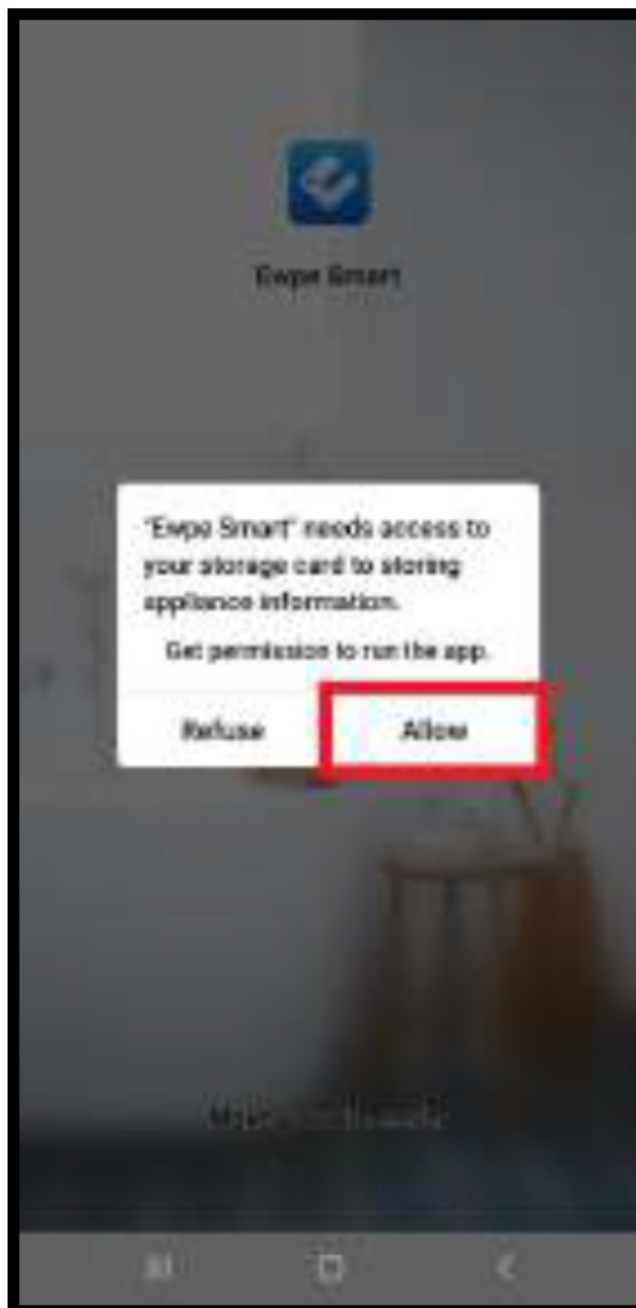 Ewpe Smart
"Ewpe Smart" needs access to
your storage card to storing
appliance information.
Get permission to run the app.
Refuse
Allow